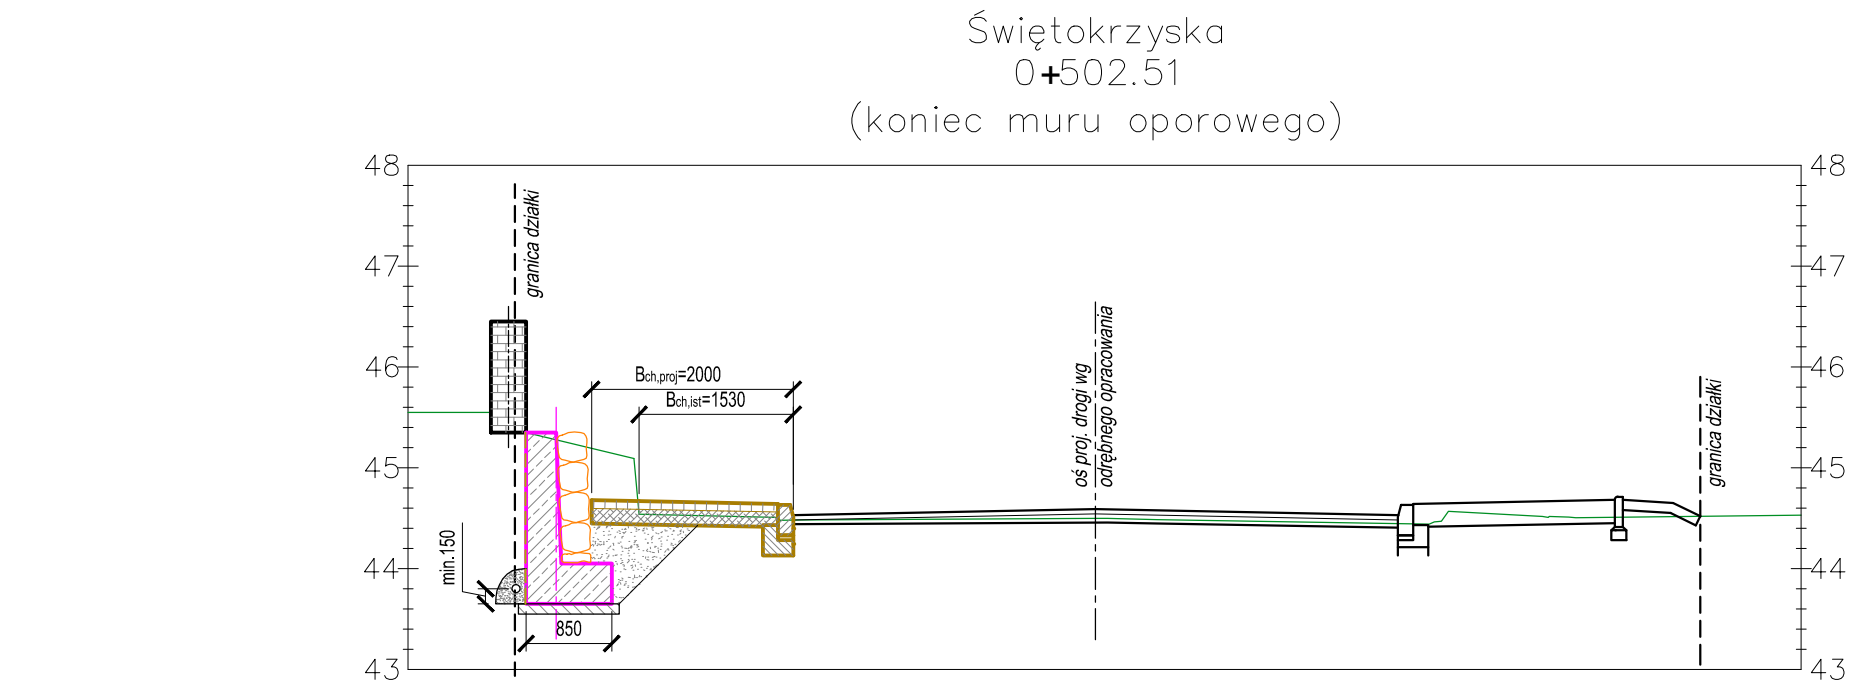 Świętokrzyska
0+502.51
(koniec muru oporowego)
48
48
granica działki
47
47
oś proj. drogi wg
odrębnego opracowania
46
46
Bch,proj=2000
Bch,ist=1530
granica działki
45
45
min.150
44
44
850
43
43